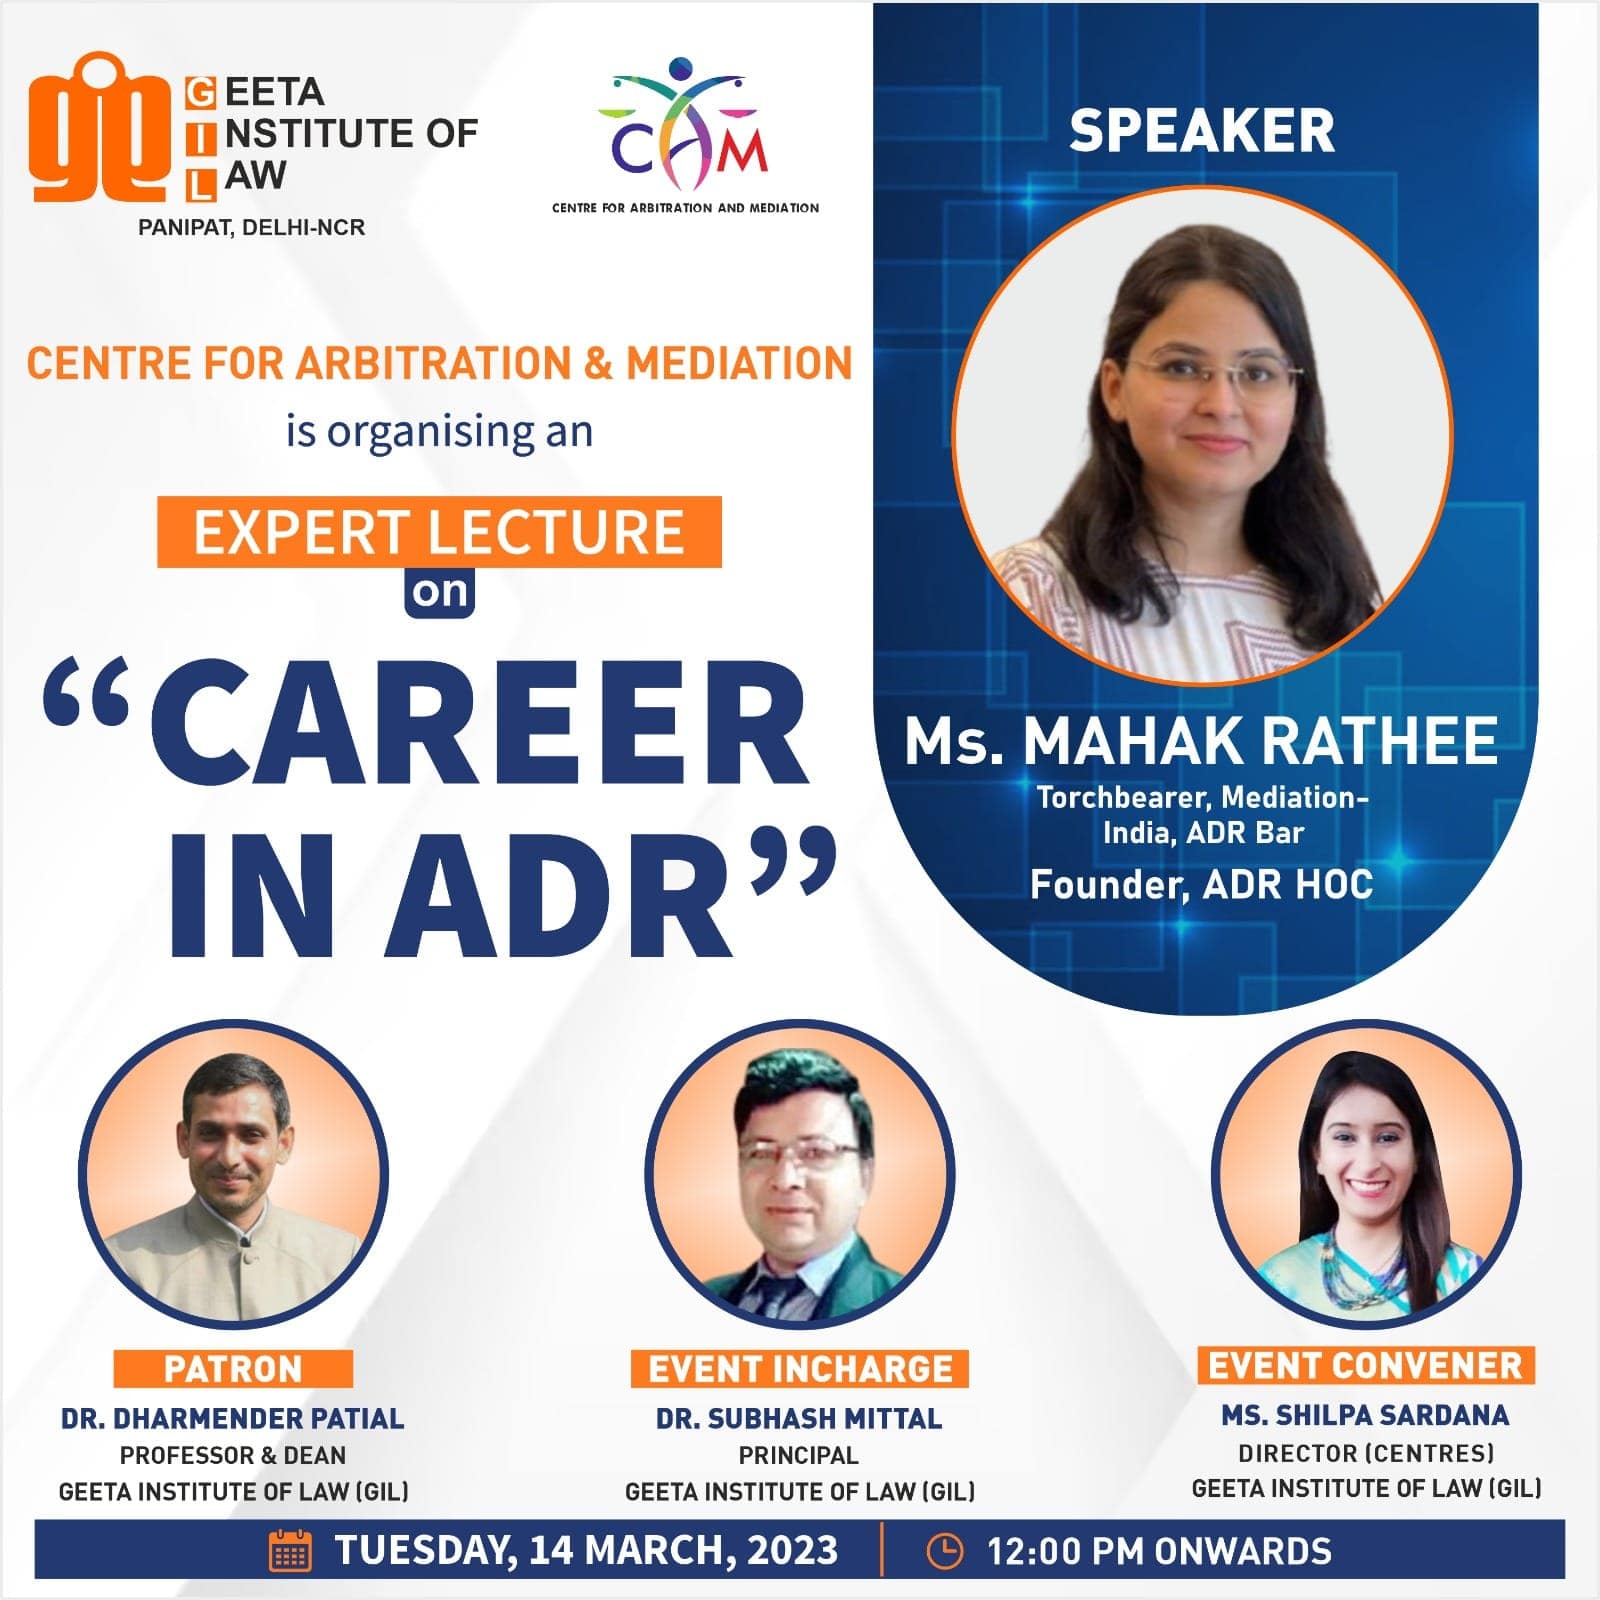 GEETA
INSTITUTE OF
LAW
PANIPAT, DELHI-NCR
CAM
CENTRE FOR ARBITRATION AND MEDIATION
CENTRE FOR ARBITRATION & MEDIATION
is organising an
EXPERT LECTURE
on
“CAREER
IN ADR”
SPEAKER
Ms. MAHAK RATHEE
Torchbearer, Mediation-
India, ADR Bar
Founder, ADR HOC
PATRON
DR. DHARMENDER PATIAL
PROFESSOR & DEAN
GEETA INSTITUTE OF LAW (GIL)
EVENT INCHARGE
DR. SUBHASH MITTAL
PRINCIPAL
GEETA INSTITUTE OF LAW (GIL)
EVENT CONVENER
MS. SHILPA SARDANA
DIRECTOR (CENTRES)
GEETA INSTITUTE OF LAW (GIL)
TUESDAY, 14 MARCH, 2023
12:00 PM ONWARDS